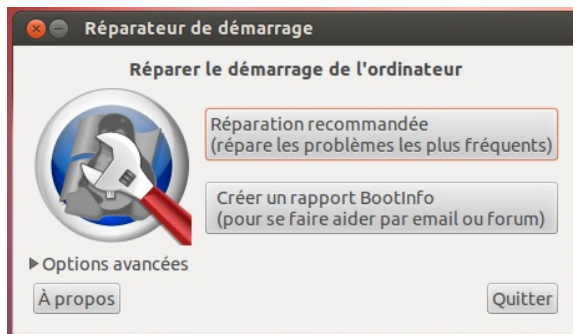 Réparateur de démarrage
Réparer le démarrage de l'ordinateur
Réparation recommandée
(répare les problèmes les plus fréquents)
Créer un rapport BootInfo
(pour se faire aider par email ou forum)
Options avancées
À propos
Quitter